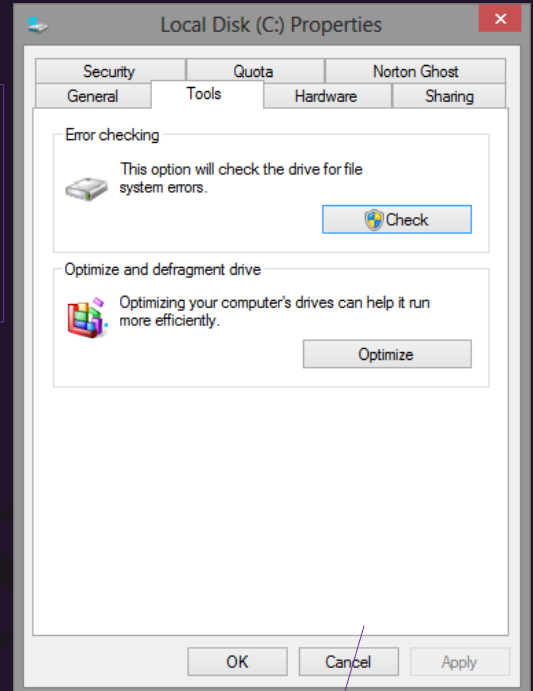 Local Disk (C:) Properties
Security Quota Norton Ghost
General Tools Hardware Sharing
Error checking
This option will check the drive for file
system errors.
Check
Optimize and defragment drive
Optimizing your computer's drives can help it run
more efficiently.
Optimize
OK Cancel Apply